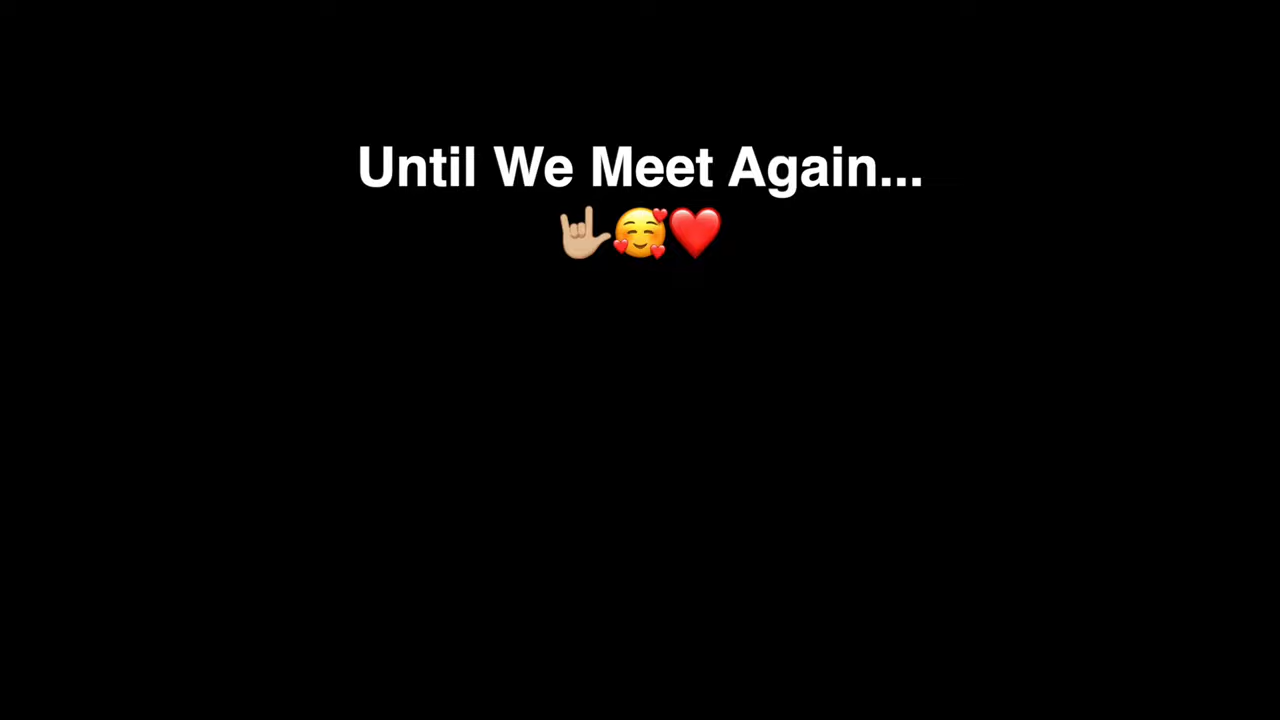 Until We Meet Again...
🤟🏼🥰❤️